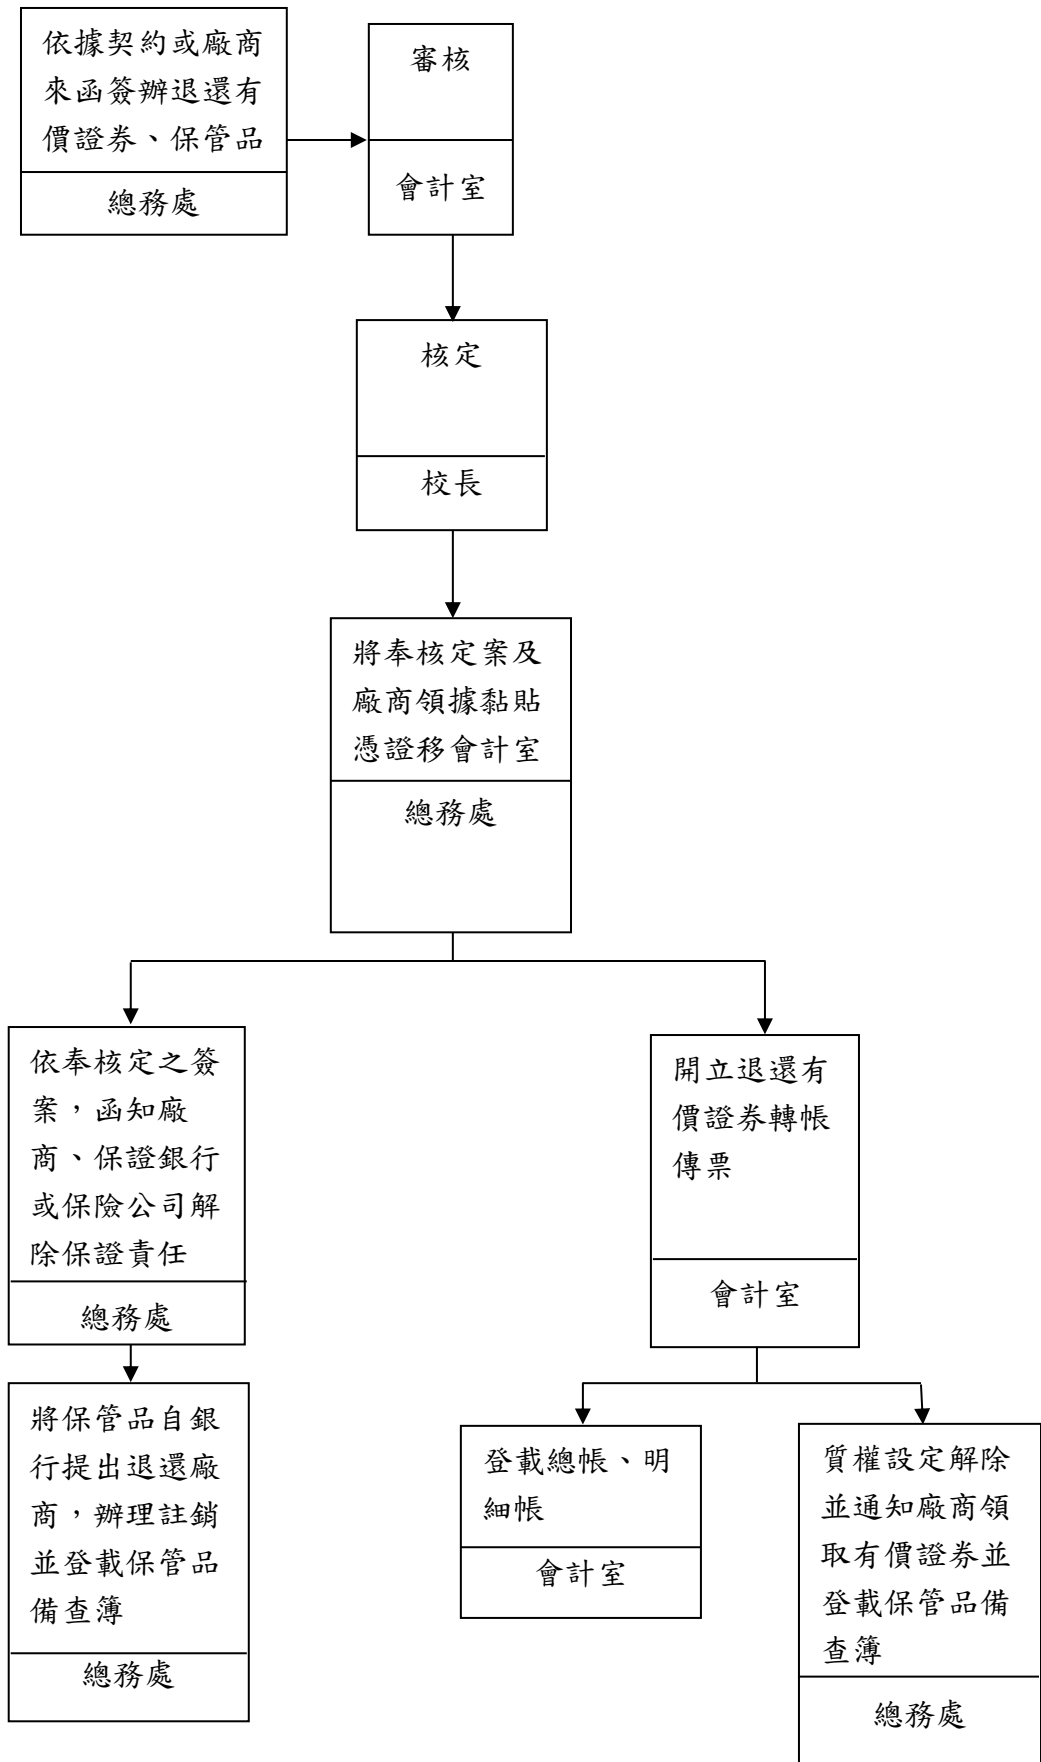 依據契約或廠商
來函簽辦退還有
價證券、保管品
總務處
審核
會計室
核定
校長
將奉核定案及
廠商領據黏貼
憑證移會計室
總務處
依奉核定之簽
案，函知廠
商、保證銀行
或保險公司解
除保證責任
總務處
將保管品自銀
行提出退還廠
商，辦理註銷
並登載保管品
備查簿
總務處
開立退還有
價證券轉帳
傳票
會計室
登載總帳、明
細帳
會計室
質權設定解除
並通知廠商領
取有價證券並
登載保管品備
查簿
總務處